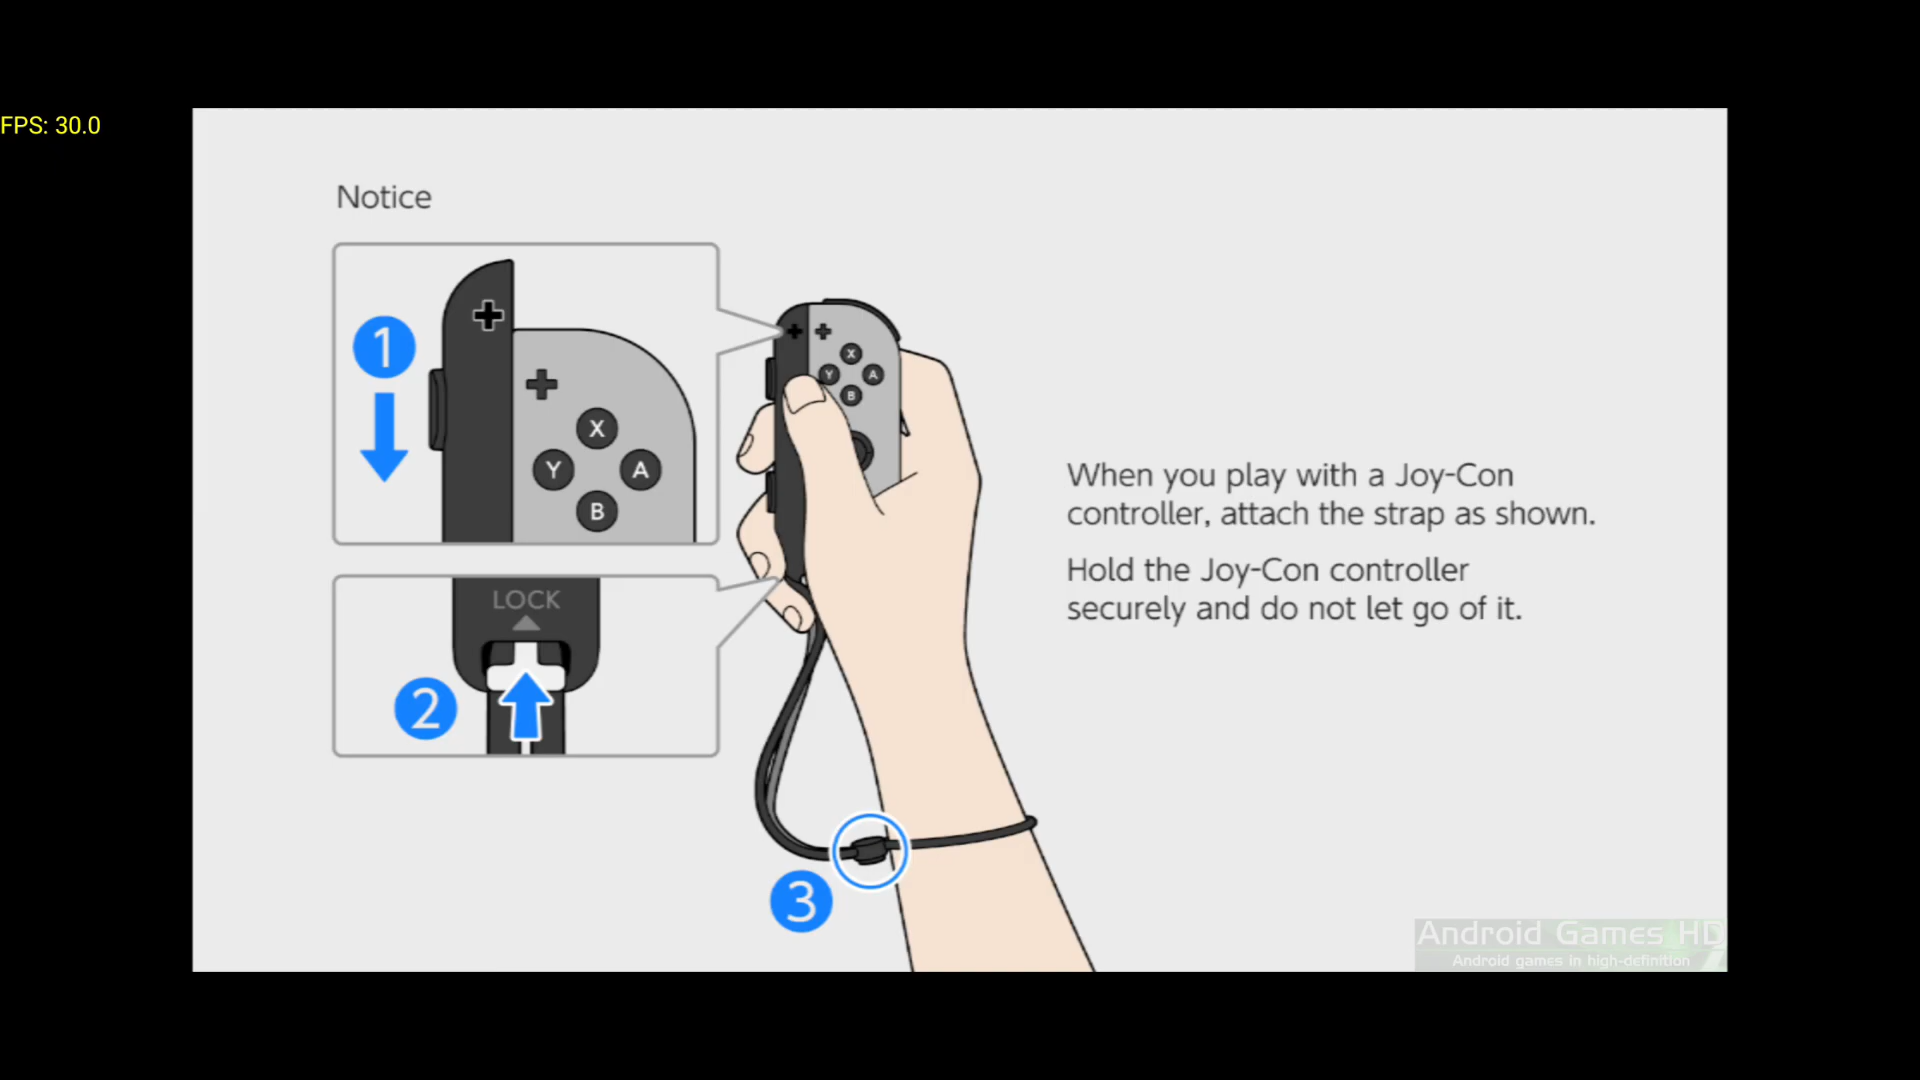 FPS: 30.0
Notice
1
X
Y
A
B
LOCK
2
X
Y
A
B
3
When you play with a Joy-Con
controller, attach the strap as shown.
Hold the Joy-Con controller
securely and do not let go of it.
Android Games HD
Android games in high-definition